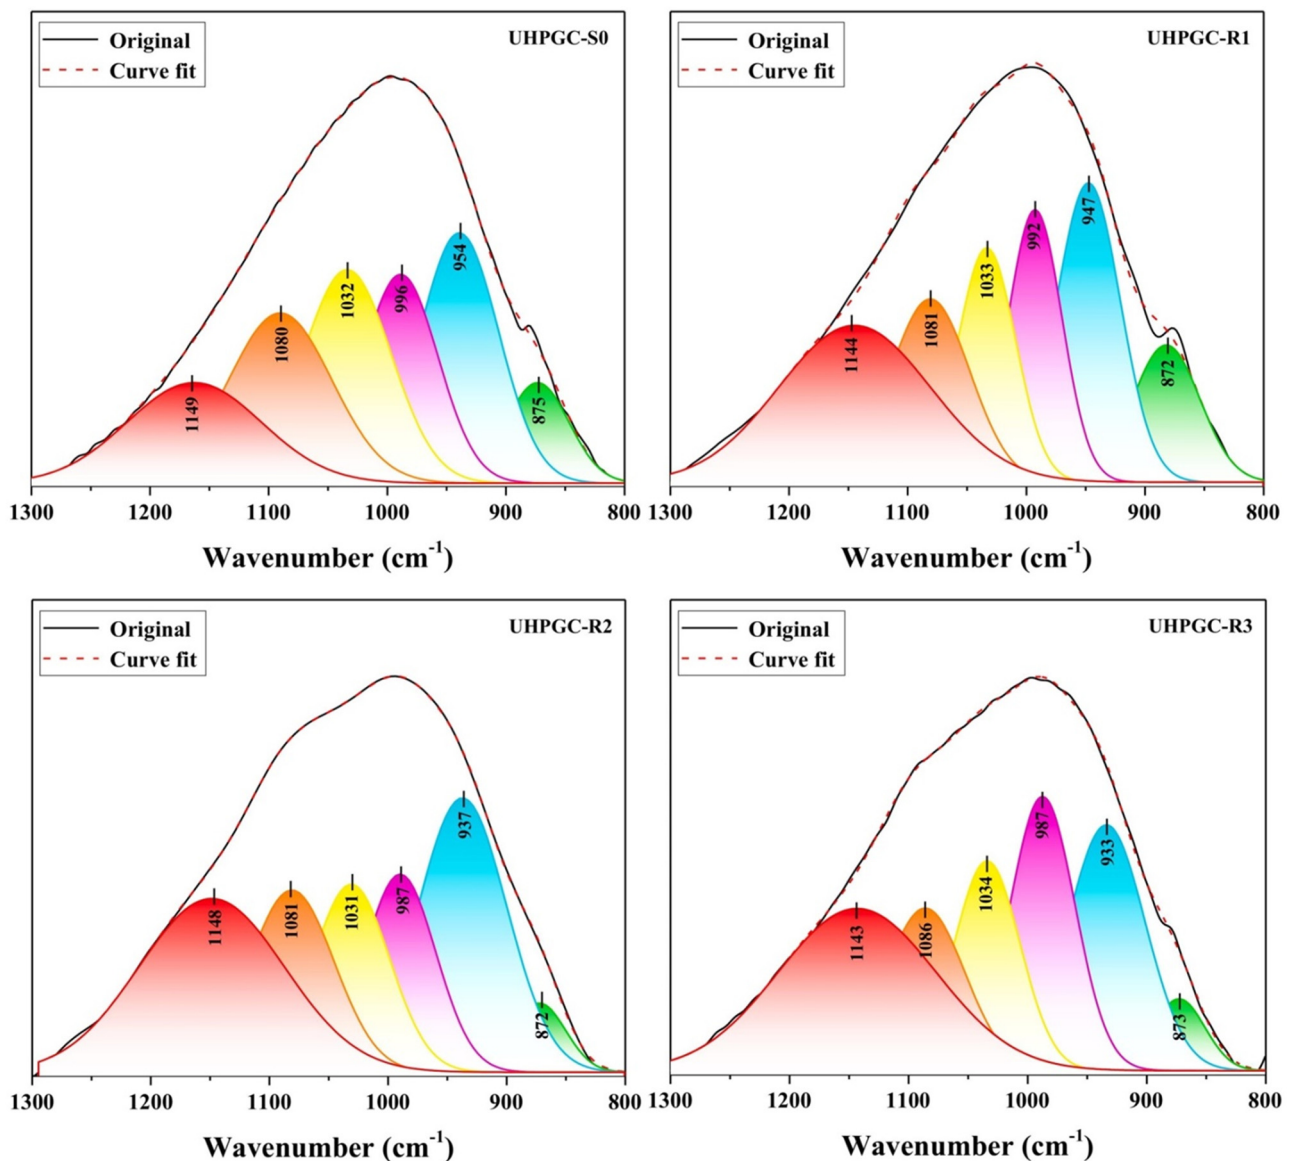 Original
Curve fit
UHPGC-S0
1149
1080
1032
996
954
875
1300 1200 1100 1000 900 800
Wavenumber (cm⁻¹)
Original
Curve fit
UHPGC-R1
1144
1081
1033
992
947
872
1300 1200 1100 1000 900 800
Wavenumber (cm⁻¹)
Original
Curve fit
UHPGC-R2
1148
1081
1031
987
937
872
1300 1200 1100 1000 900 800
Wavenumber (cm⁻¹)
Original
Curve fit
UHPGC-R3
1143
1086
1034
987
933
873
1300 1200 1100 1000 900 800
Wavenumber (cm⁻¹)